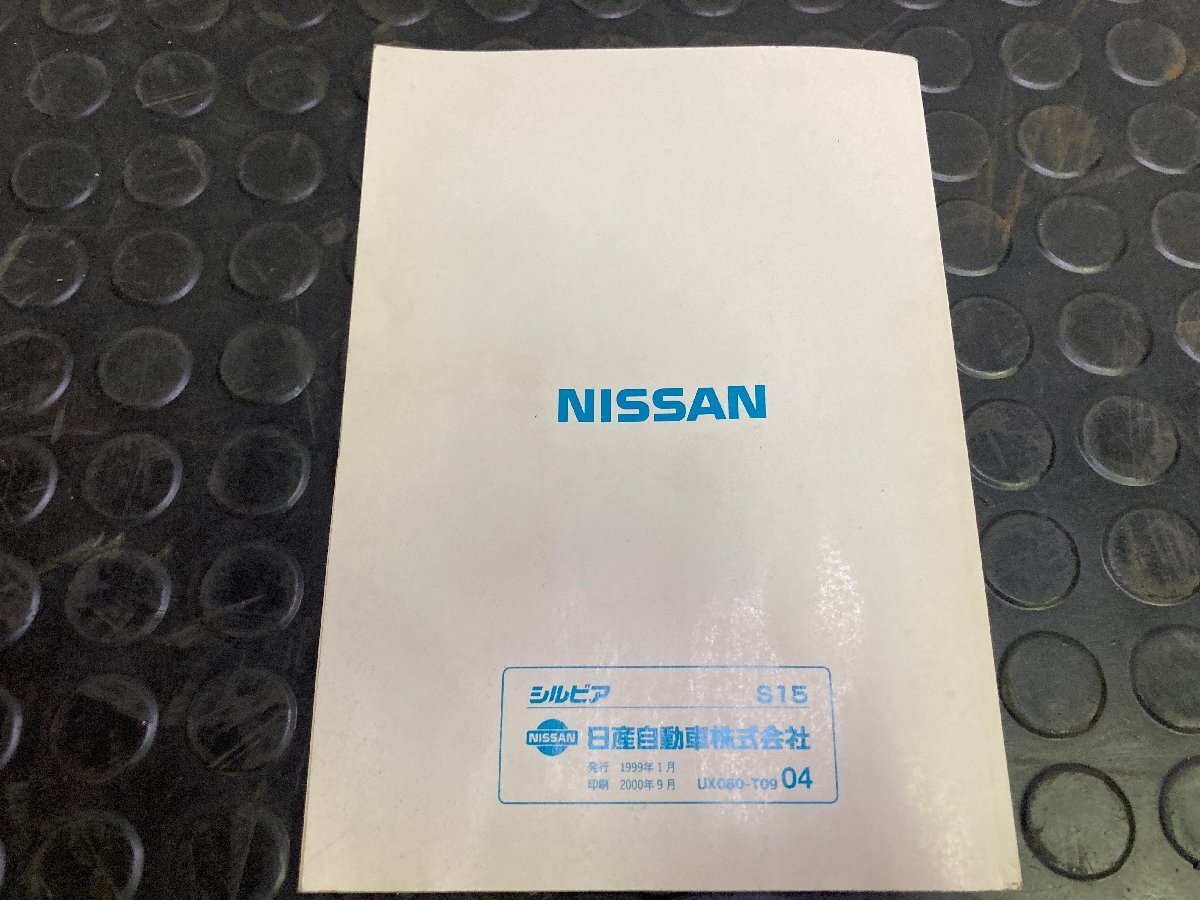 NISSAN
シルビア S15
NISSAN 日産自動車株式会社
発行 1999年1月
印刷 2000年9月 UX080-T09 04